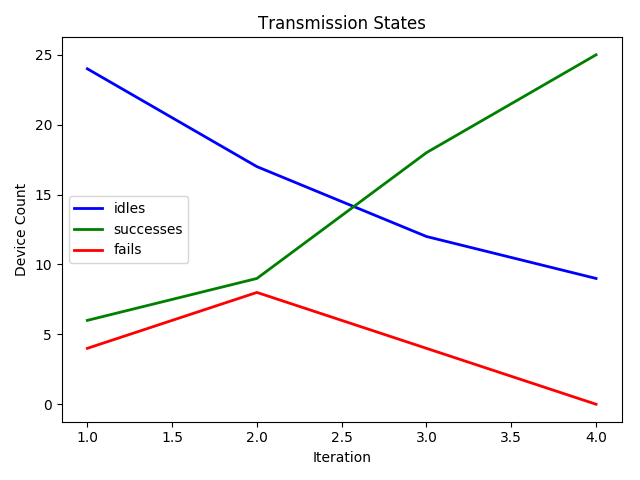 Transmission States
Device Count
25
20
15
10
5
0
idles
successes
fails
1.0 1.5 2.0 2.5 3.0 3.5 4.0
Iteration